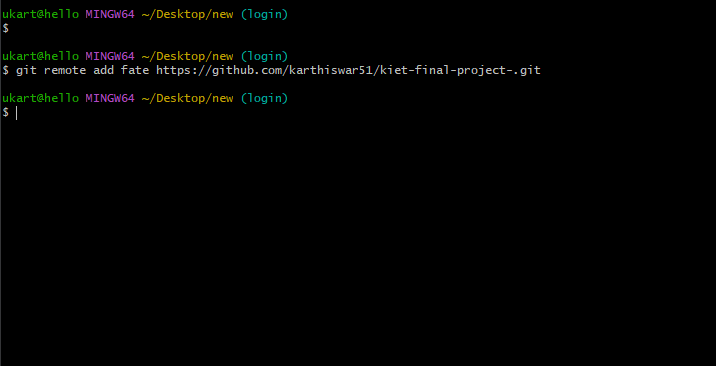 ukart@hello MINGW64 ~/Desktop/new (login)
$
ukart@hello MINGW64 ~/Desktop/new (login)
$ git remote add fate https://github.com/karthiswar51/kiet-final-project-.git
ukart@hello MINGW64 ~/Desktop/new (login)
$